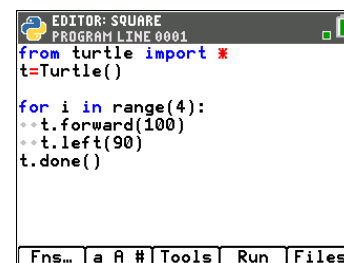 EDITOR: SQUARE
PROGRAM LINE 0001
from turtle import *
t=Turtle()
for i in range(4):
t.forward(100)
t.left(90)
t.done()
Fns… a A # Tools Run Files